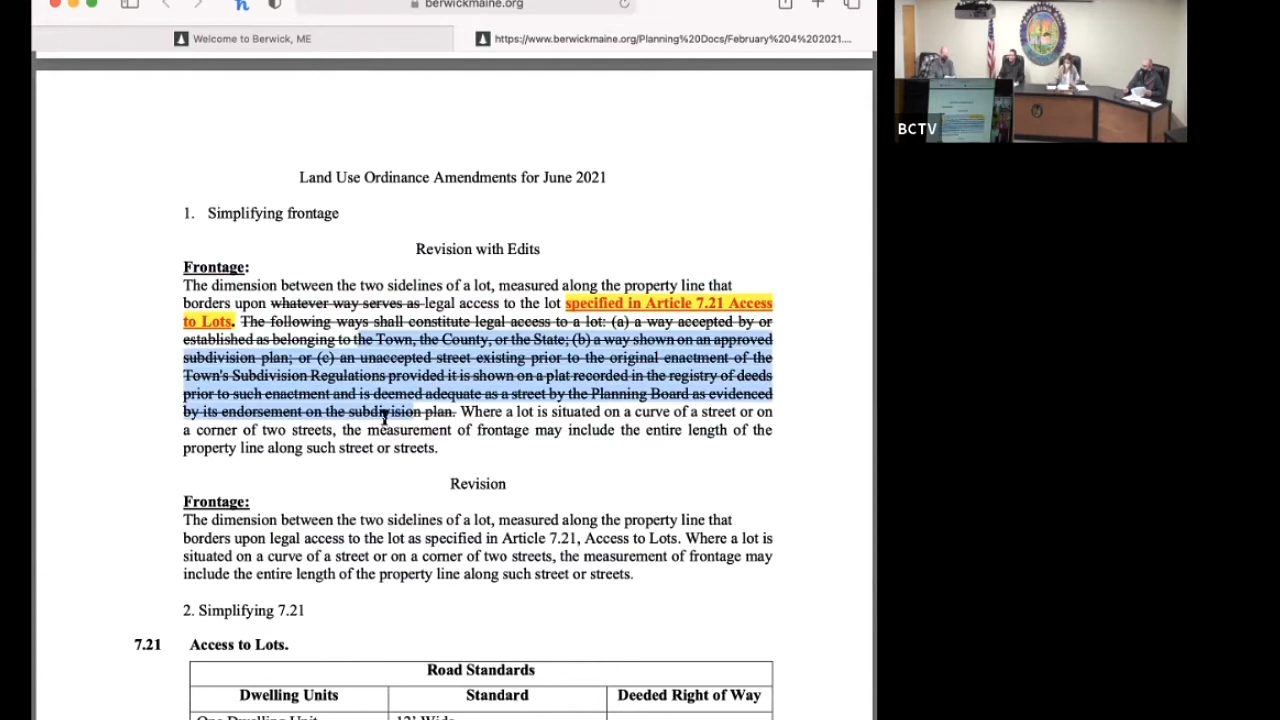 berwickmaine.org
Welcome to Berwick, ME
https://www.berwickmaine.org/Planning%20Docs/February%204%202021....
BCTV
Land Use Ordinance Amendments for June 2021
1. Simplifying frontage
Revision with Edits
Frontage:
The dimension between the two sidelines of a lot, measured along the property line that
borders upon whatever way serves as legal access to the lot specified in Article 7.21 Access
to Lots. The following ways shall constitute legal access to a lot: (a) a way accepted by or
established as belonging to the Town, the County, or the State; (b) a way shown on an approved
subdivision plan; or (c) an unaccepted street existing prior to the original enactment of the
Town's Subdivision Regulations provided it is shown on a plat recorded in the registry of deeds
prior to such enactment and is deemed adequate as a street by the Planning Board as evidenced
by its endorsement on the subdivision plan. Where a lot is situated on a curve of a street or on
a corner of two streets, the measurement of frontage may include the entire length of the
property line along such street or streets.
Revision
Frontage:
The dimension between the two sidelines of a lot, measured along the property line that
borders upon legal access to the lot as specified in Article 7.21, Access to Lots. Where a lot is
situated on a curve of a street or on a corner of two streets, the measurement of frontage may
include the entire length of the property line along such street or streets.
2. Simplifying 7.21
7.21 Access to Lots.
Road Standards
Dwelling Units Standard Deeded Right of Way
One Dwelling Unit 12' Wide